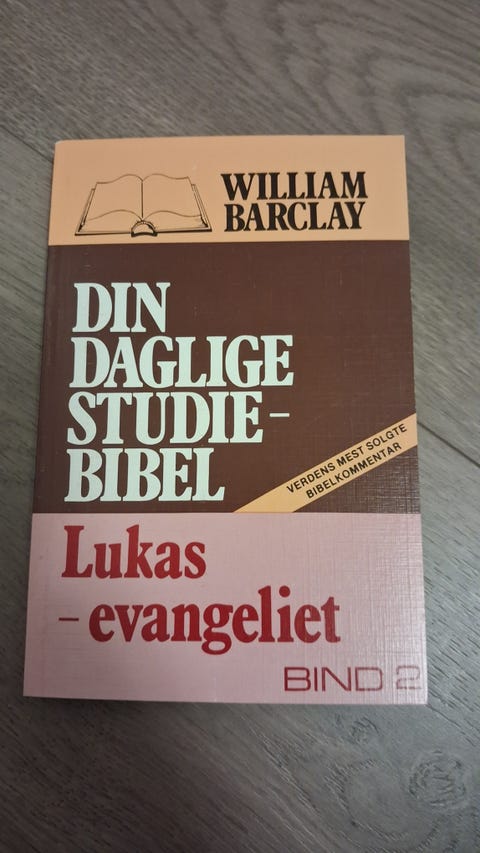 WILLIAM
BARCLAY
DIN
DAGLIGE
STUDIE-
BIBEL
VERDENS MEST SOLGTE
BIBELKOMMENTAR
Lukas
-evangeliet
BIND 2